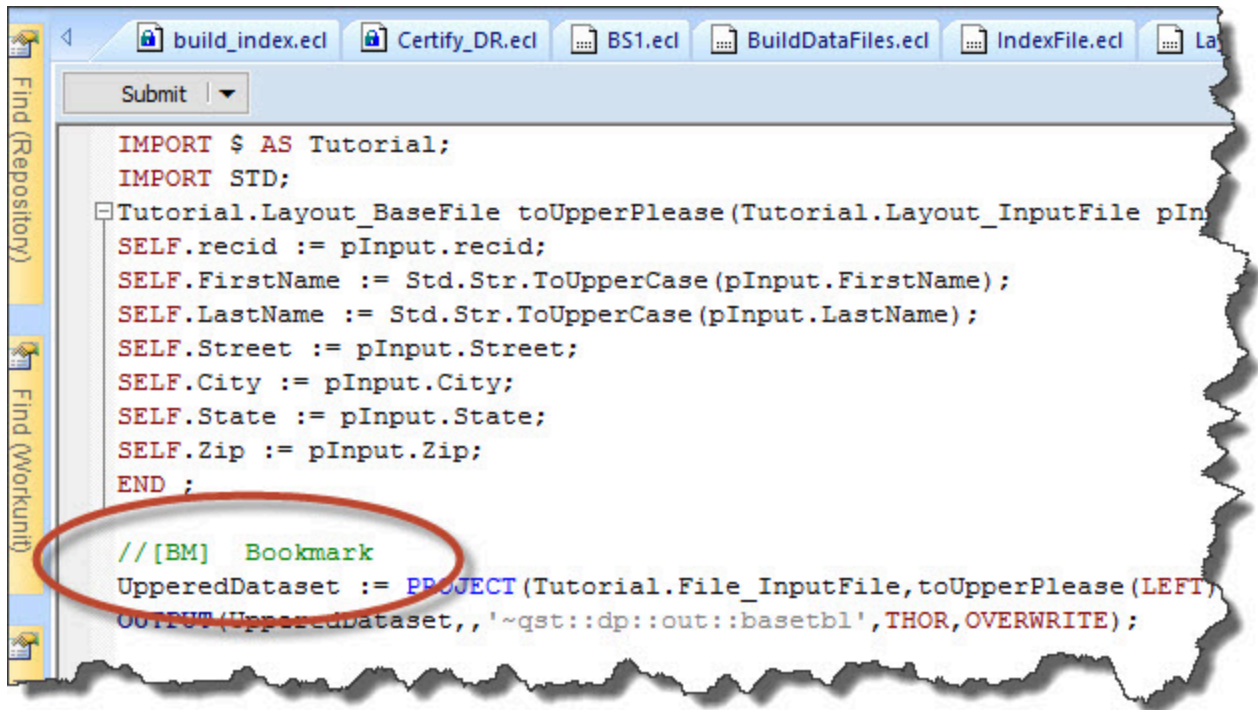 build_index.ecl Certify_DR.ecl BS1.ecl BuildDataFiles.ecl IndexFile.ecl
Submit
Find (Repository)
Find (Workunit)
IMPORT $ AS Tutorial;
IMPORT STD;
Tutorial.Layout_BaseFile toUpperPlease(Tutorial.Layout_InputFile
SELF.recid := pInput.recid;
SELF.FirstName := Std.Str.ToUpperCase(pInput.FirstName);
SELF.LastName := Std.Str.ToUpperCase(pInput.LastName);
SELF.Street := pInput.Street;
SELF.City := pInput.City;
SELF.State := pInput.State;
SELF.Zip := pInput.Zip;
END ;
//[BM] Bookmark
UpperedDataset := PROJECT(Tutorial.File_InputFile,toUpperPlease(LEFT)
OUTPUT(UpperedDataset,,'~qst::dp::out::basetbl',THOR,OVERWRITE);